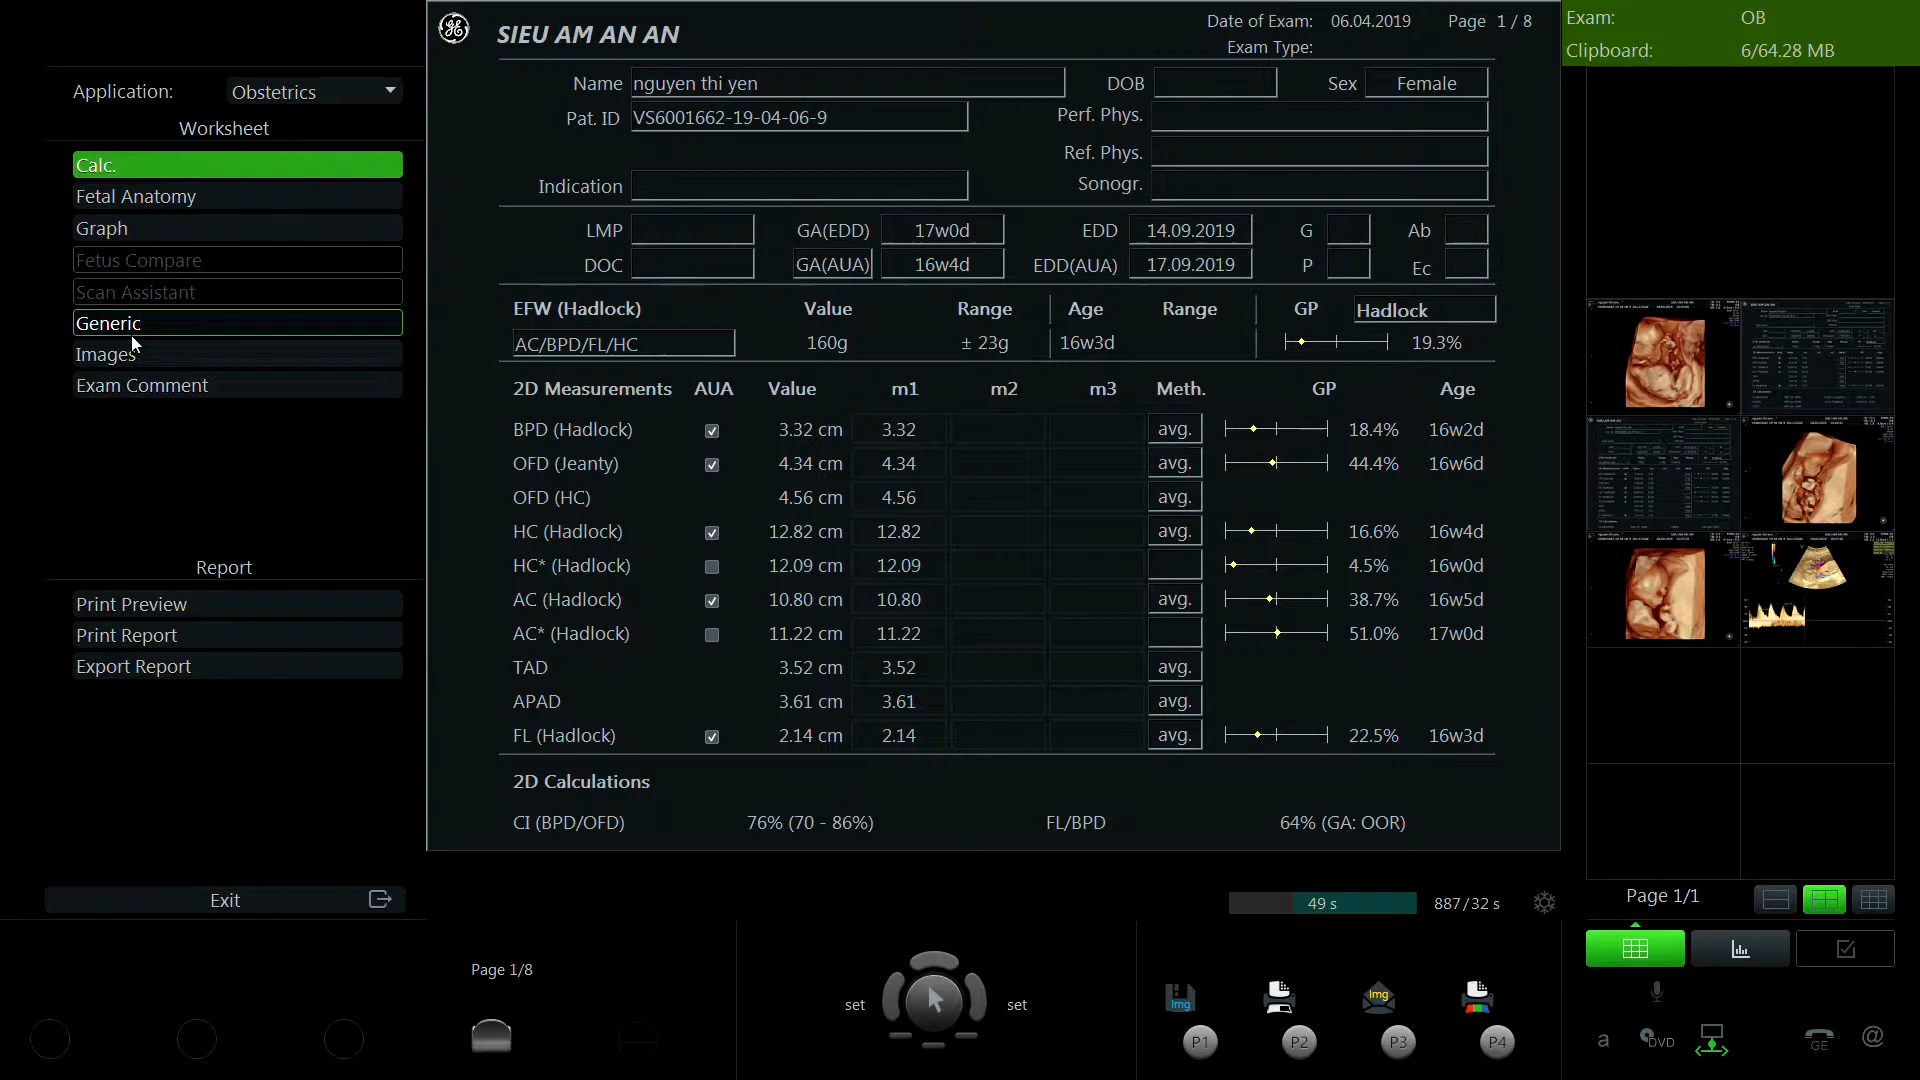 SIEU AM AN AN
Date of Exam: 06.04.2019 Page 1 / 8
Exam Type:
Exam: OB
Clipboard: 6/64.28 MB
Application: Obstetrics
Worksheet
Calc.
Fetal Anatomy
Graph
Fetus Compare
Scan Assistant
Generic
Images
Exam Comment
Report
Print Preview
Print Report
Export Report
Exit
Name nguyen thi yen DOB Sex Female
Pat. ID VS6001662-19-04-06-9 Perf. Phys.
Ref. Phys.
Indication Sonogr.
LMP GA(EDD) 17w0d EDD 14.09.2019 G Ab
DOC GA(AUA) 16w4d EDD(AUA) 17.09.2019 P Ec
EFW (Hadlock) Value Range Age Range GP Hadlock
AC/BPD/FL/HC 160g ± 23g 16w3d 19.3%
2D Measurements AUA Value m1 m2 m3 Meth. GP Age
BPD (Hadlock) 3.32 cm 3.32 avg. 18.4% 16w2d
OFD (Jeanty) 4.34 cm 4.34 avg. 44.4% 16w6d
OFD (HC) 4.56 cm 4.56 avg.
HC (Hadlock) 12.82 cm 12.82 avg. 16.6% 16w4d
HC* (Hadlock) 12.09 cm 12.09 4.5% 16w0d
AC (Hadlock) 10.80 cm 10.80 avg. 38.7% 16w5d
AC* (Hadlock) 11.22 cm 11.22 51.0% 17w0d
TAD 3.52 cm 3.52 avg.
APAD 3.61 cm 3.61 avg.
FL (Hadlock) 2.14 cm 2.14 avg. 22.5% 16w3d
2D Calculations
CI (BPD/OFD) 76% (70 - 86%) FL/BPD 64% (GA: OOR)
49 s 887/32 s
Page 1/1
Page 1/8
set set
Img Img
P1 P2 P3 P4
a DVD GE @